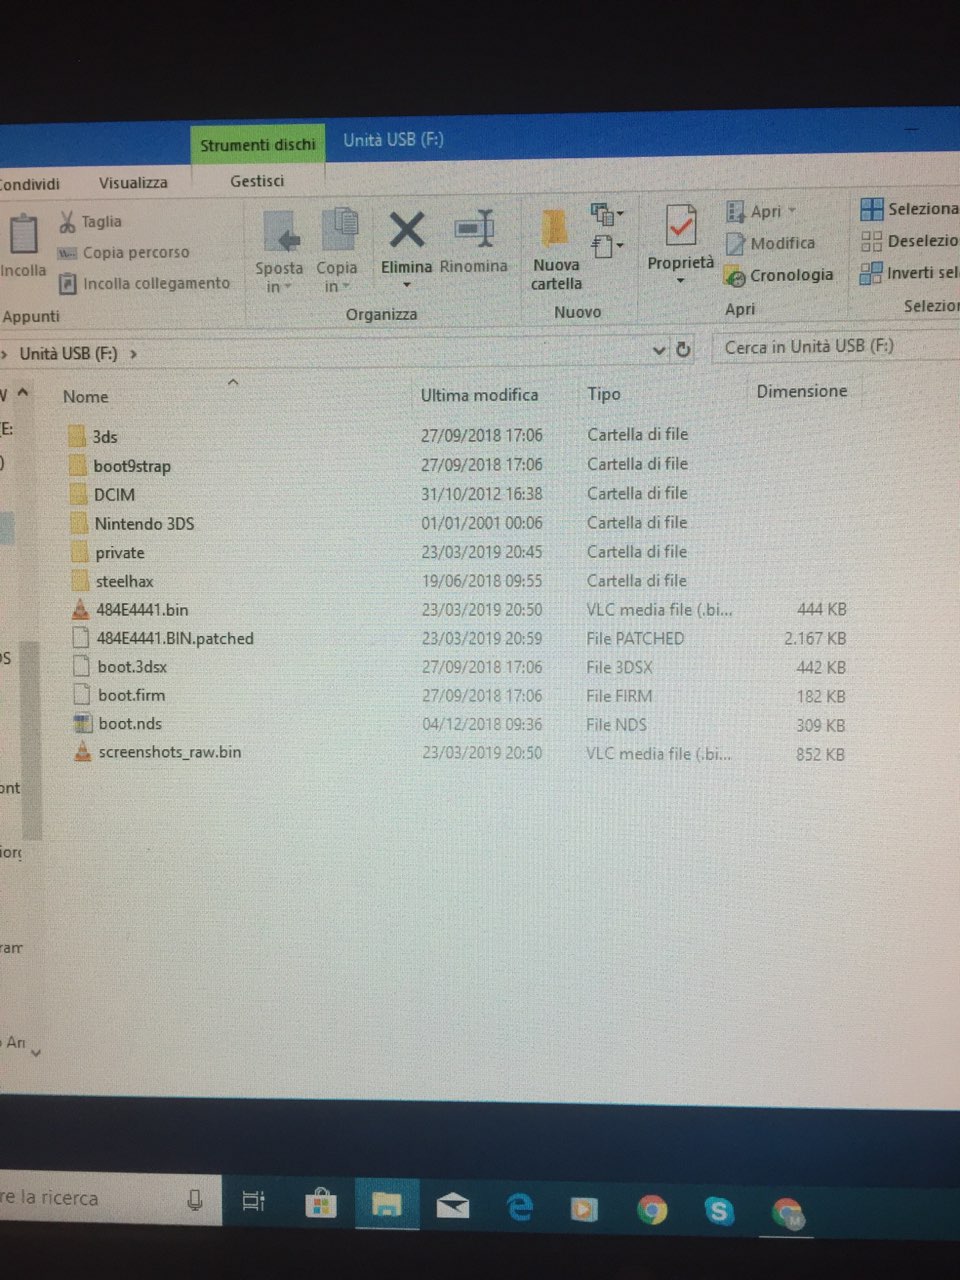 Strumenti dischi
Unità USB (F:)
Condividi
Visualizza
Gestisci
Incolla
Taglia
Copia percorso
Incolla collegamento
Appunti
Sposta in
Copia in
Elimina
Rinomina
Organizza
Nuova cartella
Nuovo
Proprietà
Apri
Modifica
Cronologia
Apri
Seleziona
Deselezio
Inverti sel
Selezion
Unità USB (F:)
Cerca in Unità USB (F:)
Nome Ultima modifica Tipo Dimensione
3ds 27/09/2018 17:06 Cartella di file
boot9strap 27/09/2018 17:06 Cartella di file
DCIM 31/10/2012 16:38 Cartella di file
Nintendo 3DS 01/01/2001 00:06 Cartella di file
private 23/03/2019 20:45 Cartella di file
steelhax 19/06/2018 09:55 Cartella di file
484E4441.bin 23/03/2019 20:50 VLC media file (.bi... 444 KB
484E4441.BIN.patched 23/03/2019 20:59 File PATCHED 2.167 KB
boot.3dsx 27/09/2018 17:06 File 3DSX 442 KB
boot.firm 27/09/2018 17:06 File FIRM 182 KB
boot.nds 04/12/2018 09:36 File NDS 309 KB
screenshots_raw.bin 23/03/2019 20:50 VLC media file (.bi... 852 KB
re la ricerca